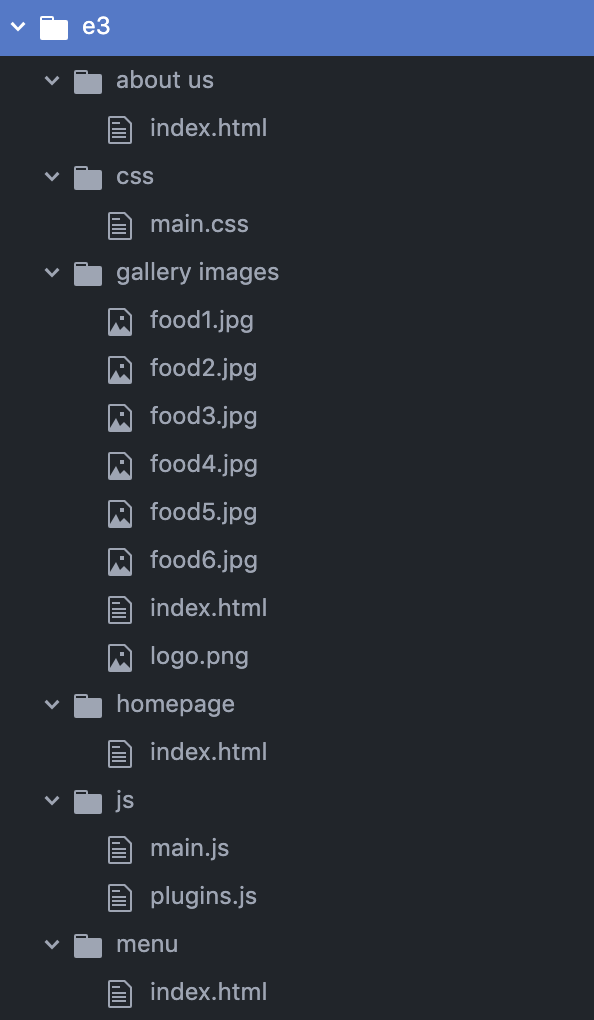 e3
about us
index.html
css
main.css
gallery images
food1.jpg
food2.jpg
food3.jpg
food4.jpg
food5.jpg
food6.jpg
index.html
logo.png
homepage
index.html
js
main.js
plugins.js
menu
index.html